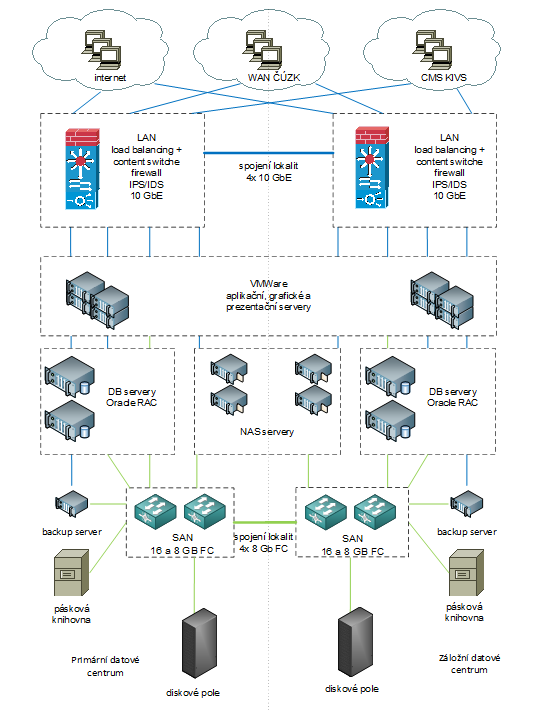 internet
WAN ČÚZK
CMS KIVS
LAN
load balancing +
content switche
firewall
IPS/IDS
10 GbE
spojení lokalit
4x 10 GbE
LAN
load balancing +
content switche
firewall
IPS/IDS
10 GbE
VMWare
aplikační, grafické a
prezentační servery
DB servery
Oracle RAC
NAS servery
DB servery
Oracle RAC
backup server
SAN
16 a 8 GB FC
spojení lokalit
4x 8 Gb FC
SAN
16 a 8 GB FC
backup server
pásková
knihovna
pásková
knihovna
Primární datové
centrum
diskové pole
diskové pole
Záložní datové
centrum